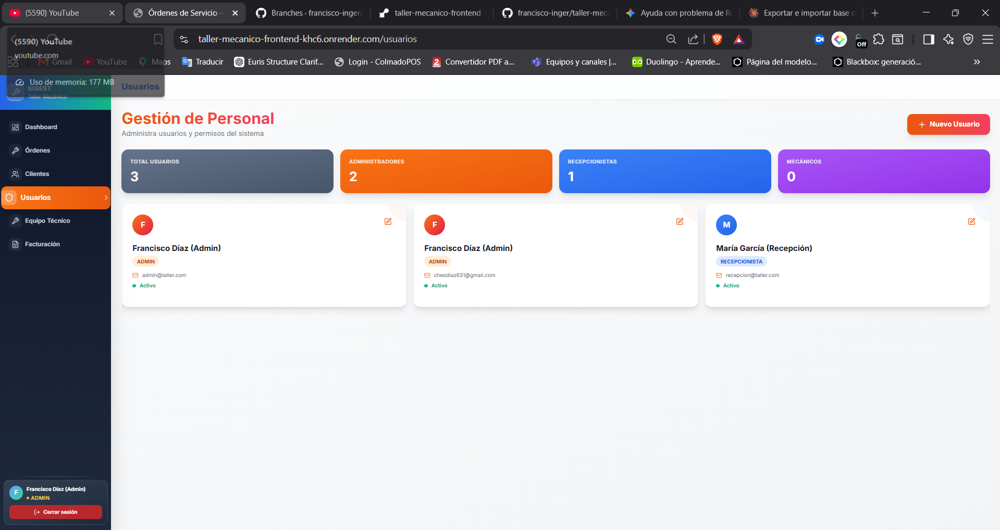 (5590) YouTube
Órdenes de Servicio -
Branches · francisco-inger/
taller-mecanico-frontend
francisco-inger/taller-meca
Ayuda con problema de Re
Exportar e importar base d
(5590) YouTube
youtube.com
Uso de memoria: 177 MB
taller-mecanico-frontend-khc6.onrender.com/usuarios
Off
Gmail
YouTube
Maps
Traducir
Euris Structure Clarif...
Login - ColmadoPOS
Convertidor PDF a...
Equipos y canales |...
Duolingo - Aprende...
Página del modelo...
Blackbox: generació...
SIGEST
Taller Mecánico
Usuarios
Dashboard
Órdenes
Clientes
Usuarios
Equipo Técnico
Facturación
Gestión de Personal
Administra usuarios y permisos del sistema
+ Nuevo Usuario
TOTAL USUARIOS
3
ADMINISTRADORES
2
RECEPCIONISTAS
1
MECÁNICOS
0
F
Francisco Díaz (Admin)
ADMIN
admin@taller.com
Activo
F
Francisco Díaz (Admin)
ADMIN
cheodiaz631@gmail.com
Activo
M
María García (Recepción)
RECEPCIONISTA
recepcion@taller.com
Activo
F
Francisco Díaz (Admin)
ADMIN
Cerrar sesión